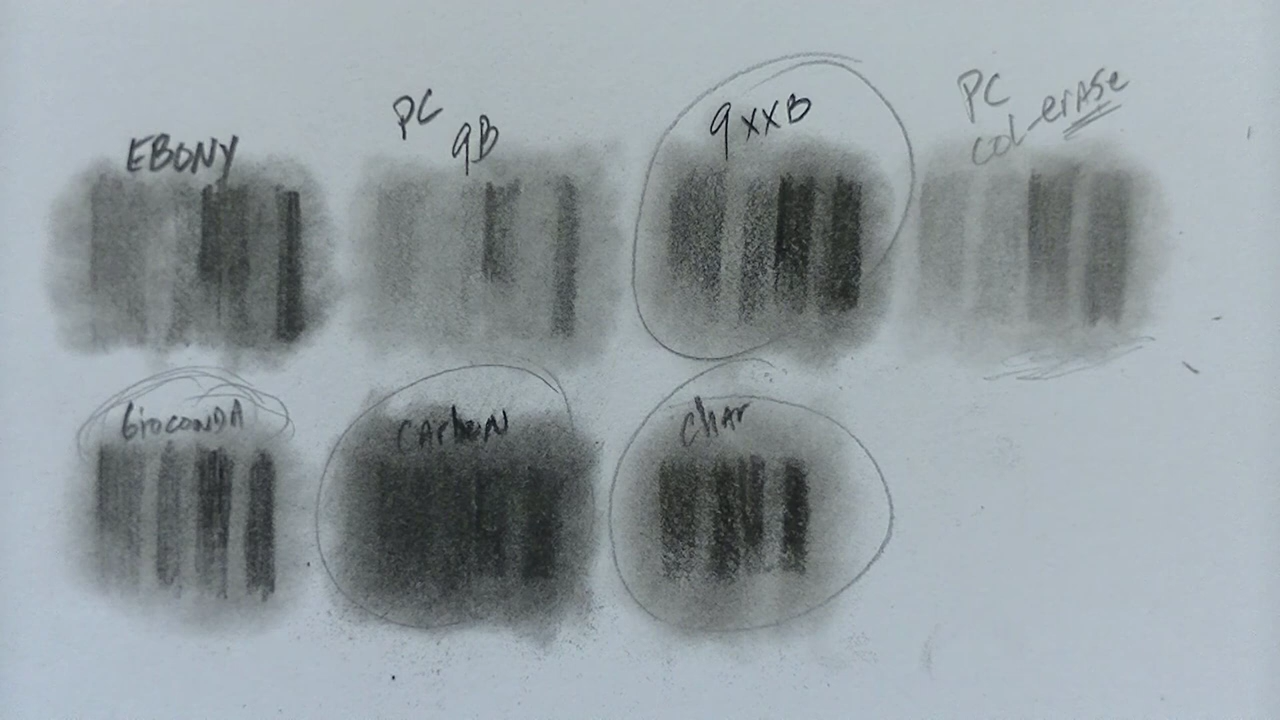 EBONY
PC
9B
9xxB
PC
col-erase
Gioconda
carbon
char